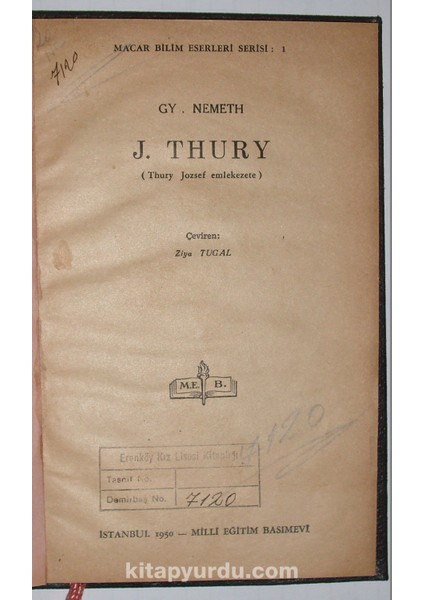 7120
MACAR BİLİM ESERLERİ SERİSİ : 1
GY . NEMETH
J. THURY
( Thury Jozsef emlekezete )
Çeviren:
Ziya TUGAL
M.E. B.
7120
Erenköy Kız Lisesi Kitaplığı
Tasnif No.
Demirbaş No. 7120
İSTANBUL 1950 — MİLLÎ EĞİTİM BASIMEVİ
kitapyurdu.com